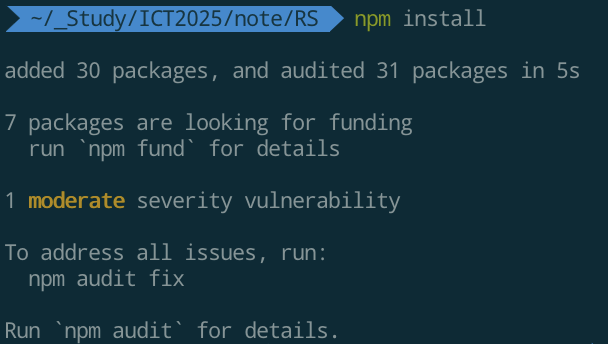 ~/_Study/ICT2025/note/RS npm install
added 30 packages, and audited 31 packages in 5s
7 packages are looking for funding
run `npm fund` for details
1 moderate severity vulnerability
To address all issues, run:
npm audit fix
Run `npm audit` for details.